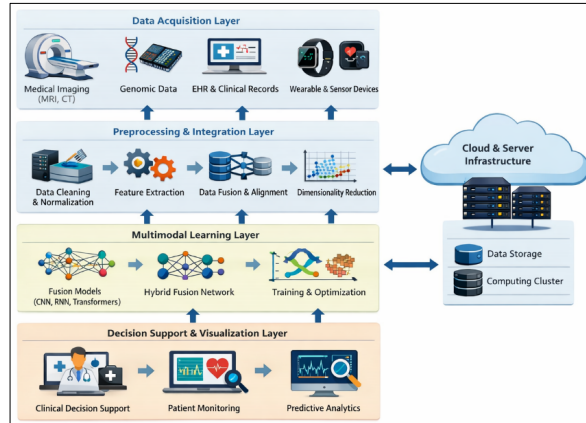 Data Acquisition Layer
Medical Imaging
(MRI, CT)
Genomic Data
EHR & Clinical Records
Wearable & Sensor Devices
Preprocessing & Integration Layer
Data Cleaning
& Normalization
Feature Extraction
Data Fusion & Alignment
Dimensionality Reduction
Cloud & Server
Infrastructure
Data Storage
Computing Cluster
Multimodal Learning Layer
Fusion Models
(CNN, RNN, Transformers)
Hybrid Fusion Network
Training & Optimization
Decision Support & Visualization Layer
Clinical Decision Support
Patient Monitoring
Predictive Analytics